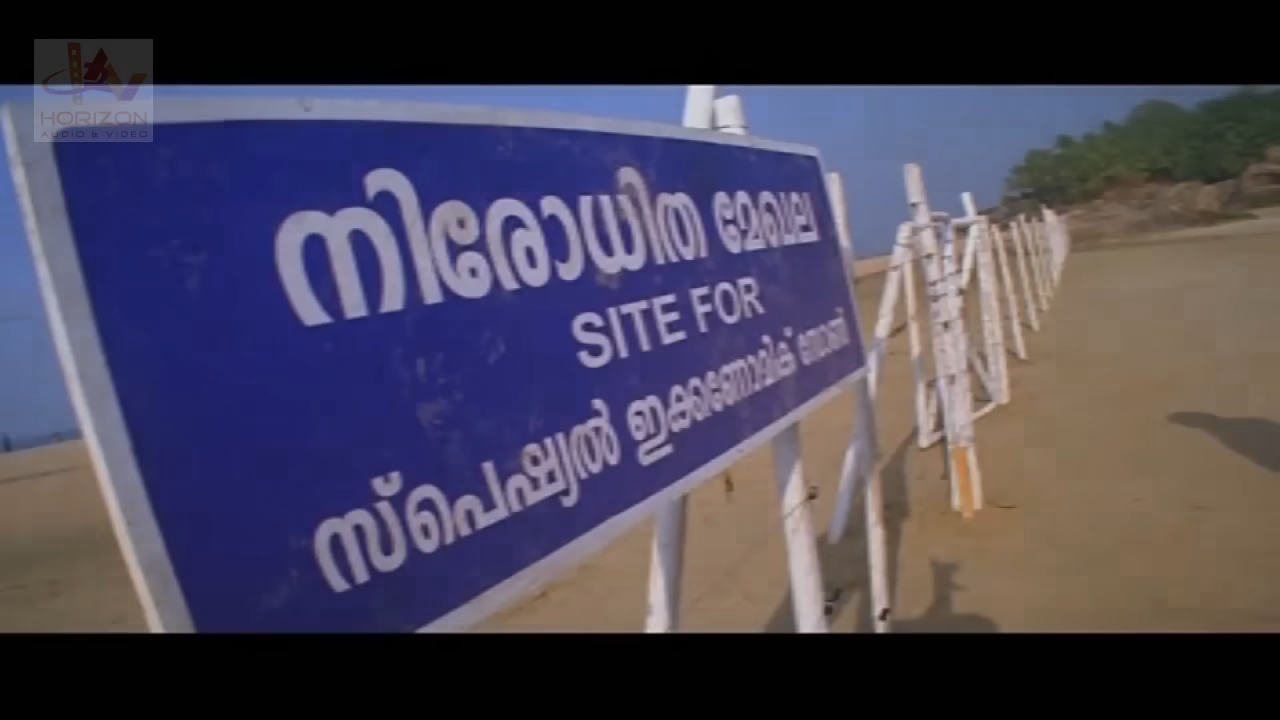 HORIZON
AUDIO & VIDEO
നിരോധിത മേഖല
SITE FOR
സ്പെഷ്യൽ ഇക്കണോമിക് സോൺ